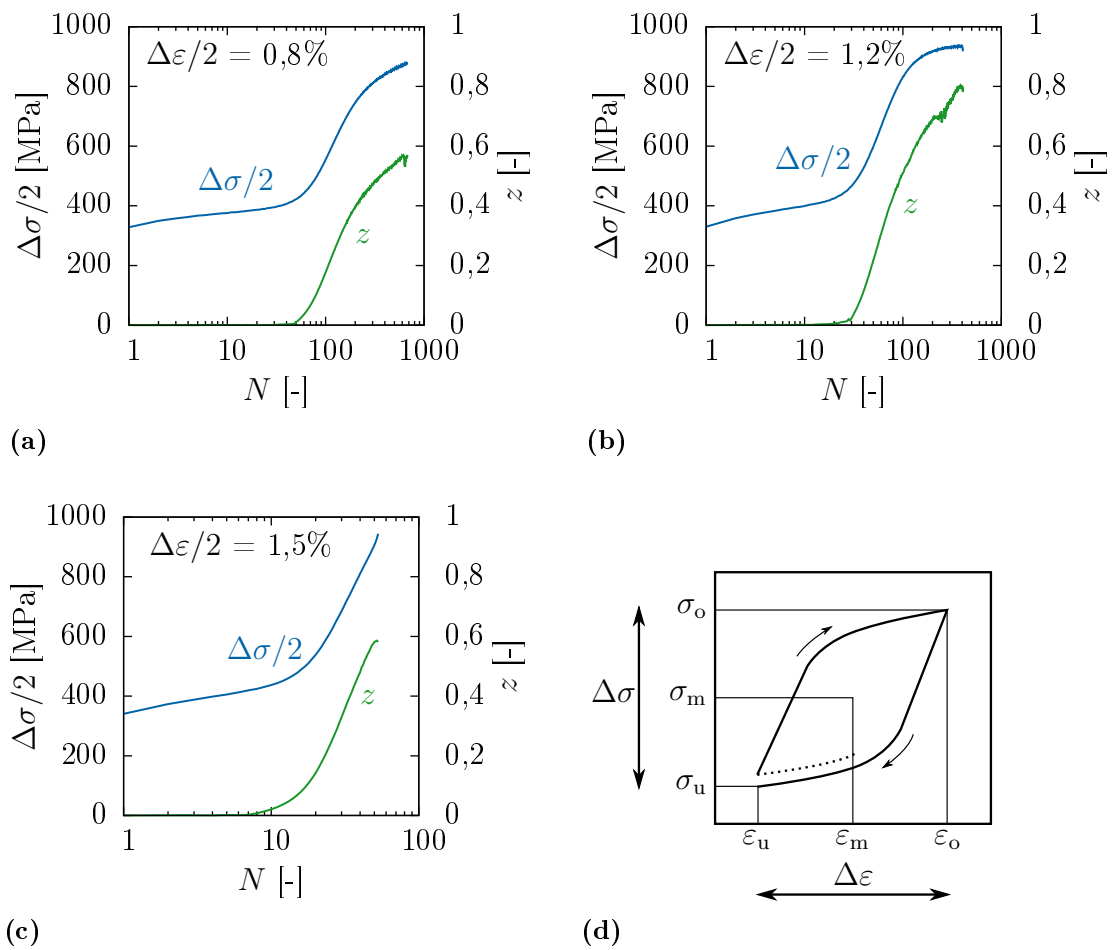 Δε/2 = 0,8%
Δσ/2 [MPa]
1000
800
600
400
200
0
1
0,8
0,6
0,4
0,2
0
z [-]
Δσ/2
z
1 10 100 1000
N [-]
(a)
Δε/2 = 1,2%
Δσ/2 [MPa]
1000
800
600
400
200
0
1
0,8
0,6
0,4
0,2
0
z [-]
Δσ/2
z
1 10 100 1000
N [-]
(b)
Δε/2 = 1,5%
Δσ/2 [MPa]
1000
800
600
400
200
0
1
0,8
0,6
0,4
0,2
0
z [-]
Δσ/2
z
1 10 100
N [-]
(c)
σo
Δσ
σm
σu
εu εm εo
Δε
(d)